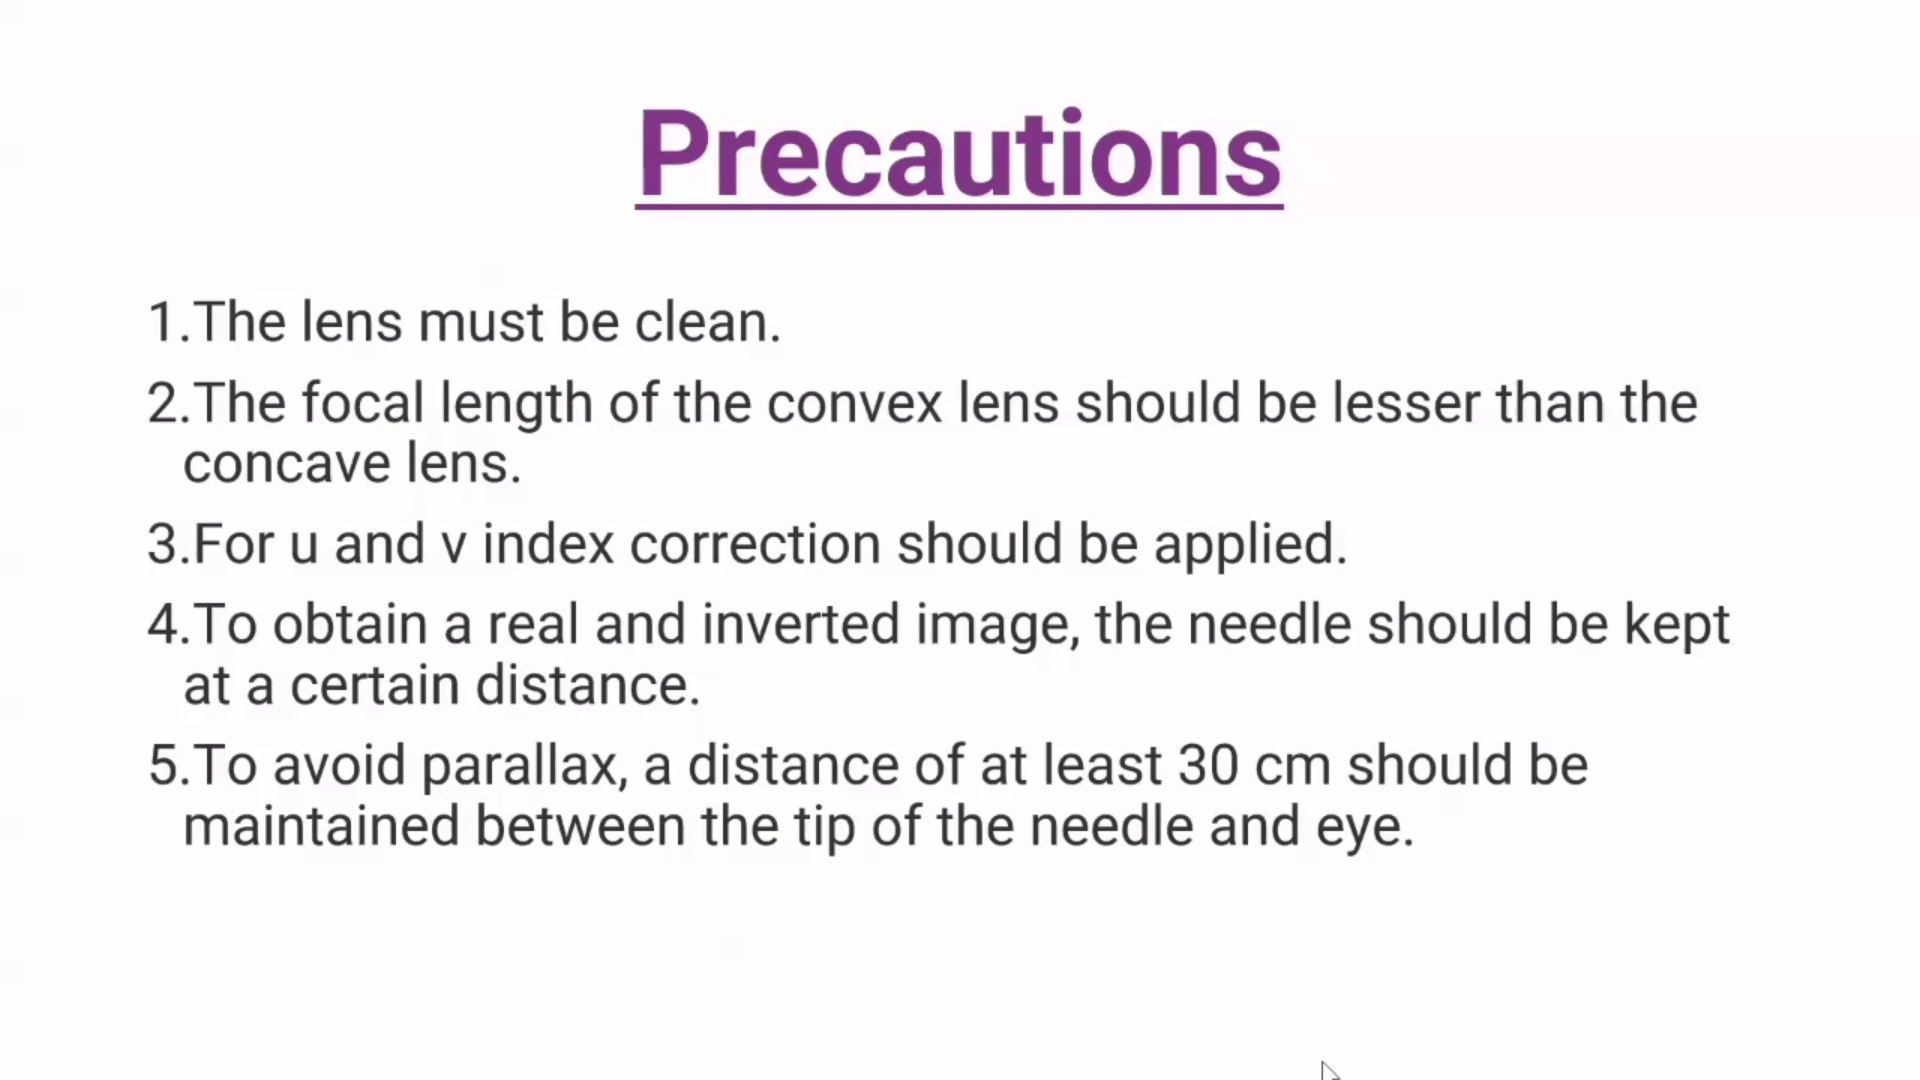 Precautions
1.The lens must be clean.
2.The focal length of the convex lens should be lesser than the
concave lens.
3.For u and v index correction should be applied.
4.To obtain a real and inverted image, the needle should be kept
at a certain distance.
5.To avoid parallax, a distance of at least 30 cm should be
maintained between the tip of the needle and eye.